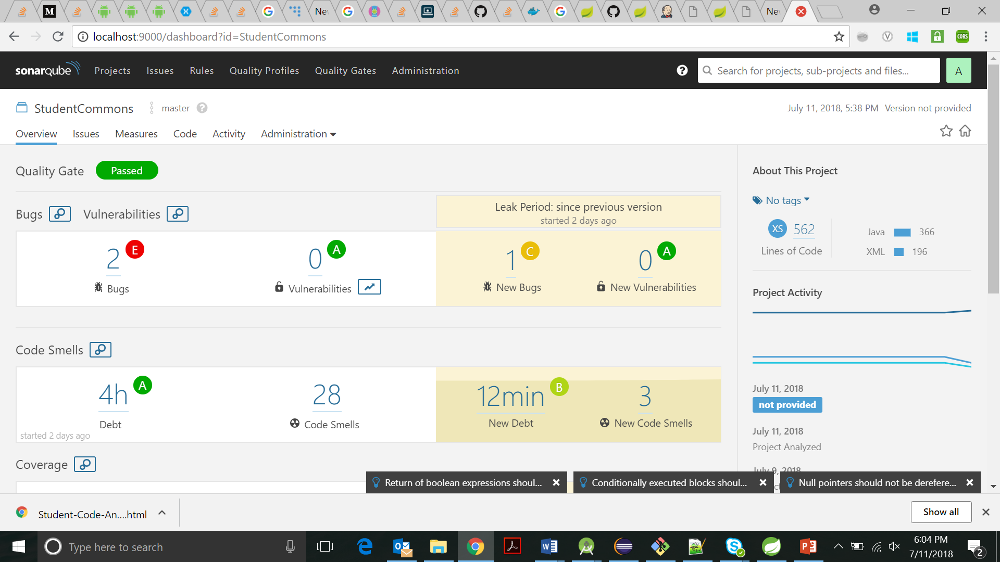 M
Ne
Ne
localhost:9000/dashboard?id=StudentCommons
CORS
sonarqube
Projects
Issues
Rules
Quality Profiles
Quality Gates
Administration
Search for projects, sub-projects and files...
A
StudentCommons
master
July 11, 2018, 5:38 PM Version not provided
Overview
Issues
Measures
Code
Activity
Administration
Quality Gate
Passed
Bugs
Vulnerabilities
Leak Period: since previous version
started 2 days ago
2 E
Bugs
0 A
Vulnerabilities
1 C
New Bugs
0 A
New Vulnerabilities
Code Smells
4h A
Debt
started 2 days ago
28
Code Smells
12min B
New Debt
3
New Code Smells
Coverage
About This Project
No tags
XS 562
Lines of Code
Java 366
XML 196
Project Activity
July 11, 2018
not provided
July 11, 2018
Project Analyzed
July 9, 2018
Return of boolean expressions shoul...
Conditionally executed blocks shoul...
Null pointers should not be derefere...
Student-Code-An....html
Show all
Type here to search
6:04 PM
7/11/2018
2